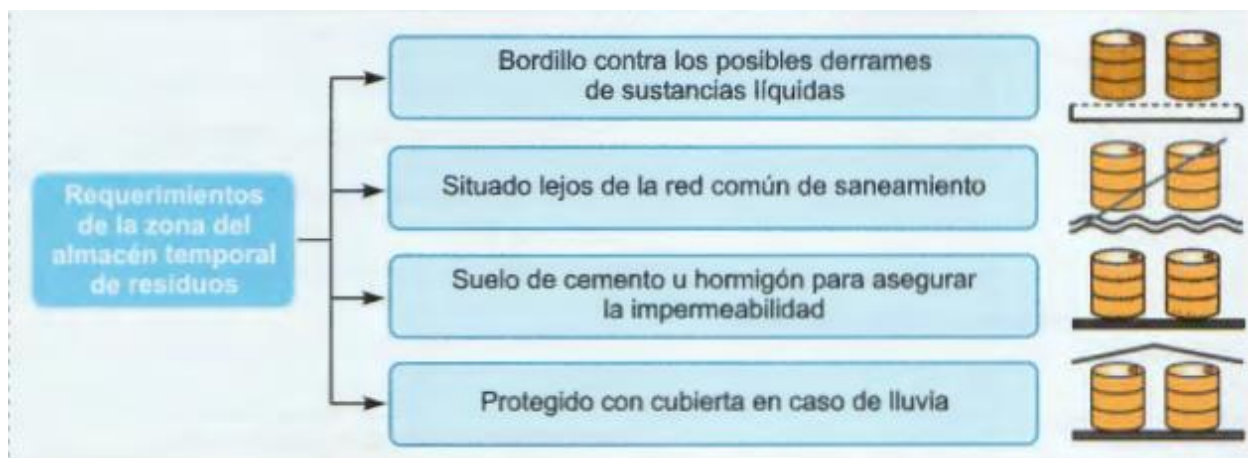 Bordillo contra los posibles derrames
de sustancias líquidas
Situado lejos de la red común de saneamiento
Requerimientos
de la zona del
almacén temporal
de residuos
Suelo de cemento u hormigón para asegurar
la impermeabilidad
Protegido con cubierta en caso de lluvia